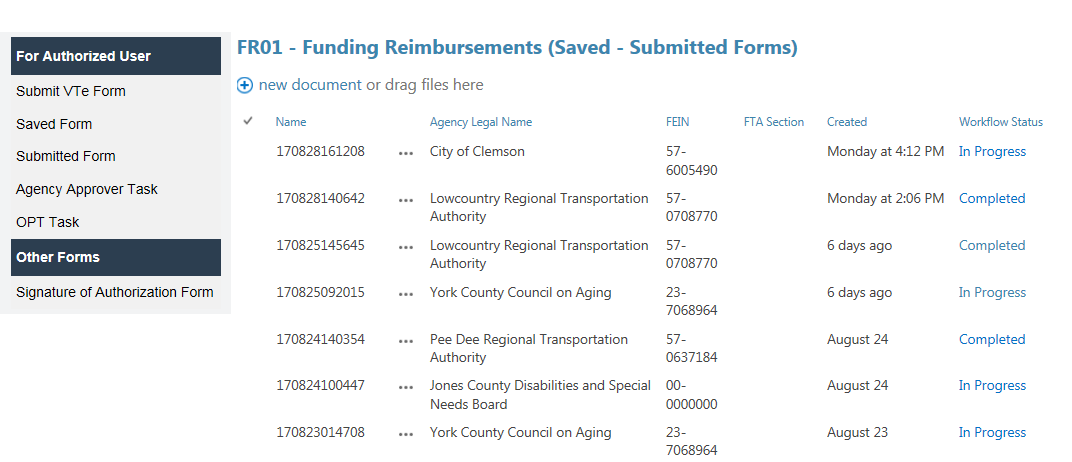 For Authorized User
Submit VTe Form
Saved Form
Submitted Form
Agency Approver Task
OPT Task
Other Forms
Signature of Authorization Form
FR01 - Funding Reimbursements (Saved - Submitted Forms)
new document or drag files here
Name Agency Legal Name FEIN FTA Section Created Workflow Status
170828161208 ... City of Clemson 57- Monday at 4:12 PM In Progress
6005490
170828140642 ... Lowcountry Regional Transportation 57- Monday at 2:06 PM Completed
Authority 0708770
170825145645 ... Lowcountry Regional Transportation 57- 6 days ago Completed
Authority 0708770
170825092015 ... York County Council on Aging 23- 6 days ago In Progress
7068964
170824140354 ... Pee Dee Regional Transportation 57- August 24 Completed
Authority 0637184
170824100447 ... Jones County Disabilities and Special 00- August 24 In Progress
Needs Board 0000000
170823014708 ... York County Council on Aging 23- August 23 In Progress
7068964